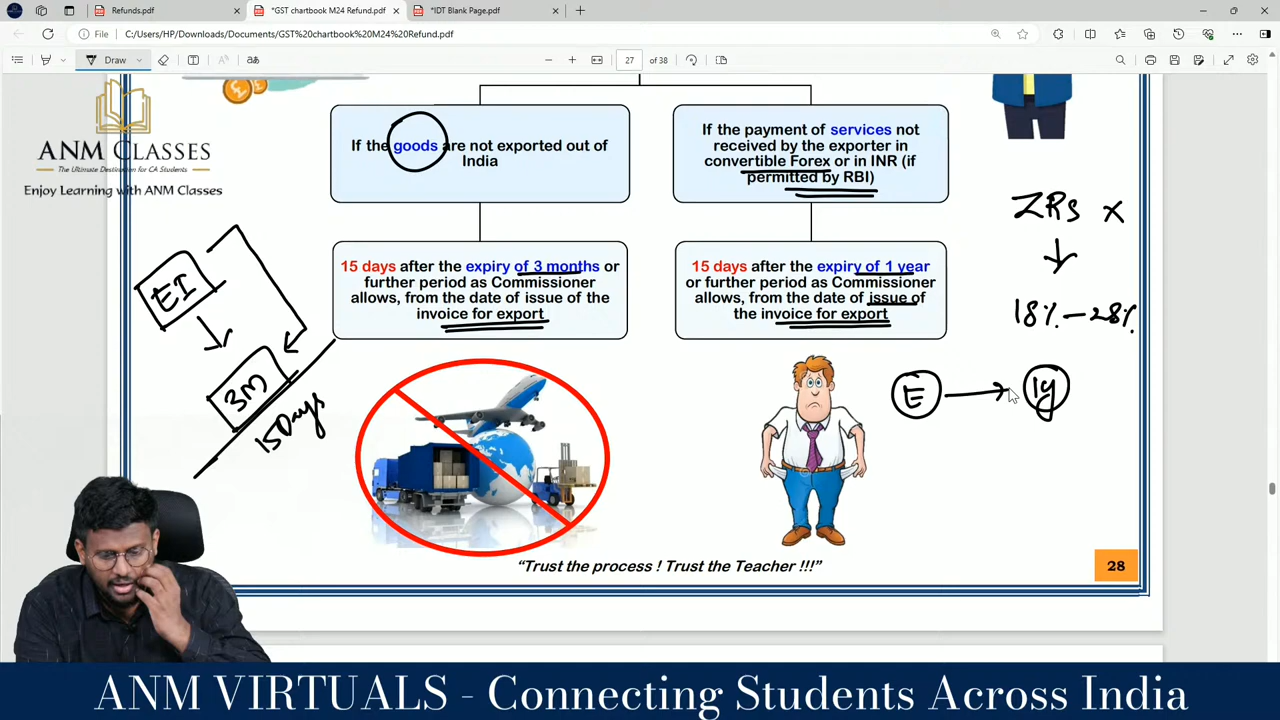 Refunds.pdf
*GST chartbook M24 Refund.pdf
*IDT Blank Page.pdf
File
C:/Users/HP/Downloads/Documents/GST%20chartbook%20M24%20Refund.pdf
Draw
27
of 38
ANM CLASSES
The Ultimate Destination for CA Students
Enjoy Learning with ANM Classes
If the goods are not exported out of
India
If the payment of services not
received by the exporter in
convertible Forex or in INR (if
permitted by RBI)
15 days after the expiry of 3 months or
further period as Commissioner
allows, from the date of issue of the
invoice for export
15 days after the expiry of 1 year
or further period as Commissioner
allows, from the date of issue of
the invoice for export
EI
3M
15 Days
ZRS X
18% - 28%
E
1y
"Trust the process ! Trust the Teacher !!!"
28
ANM VIRTUALS - Connecting Students Across India